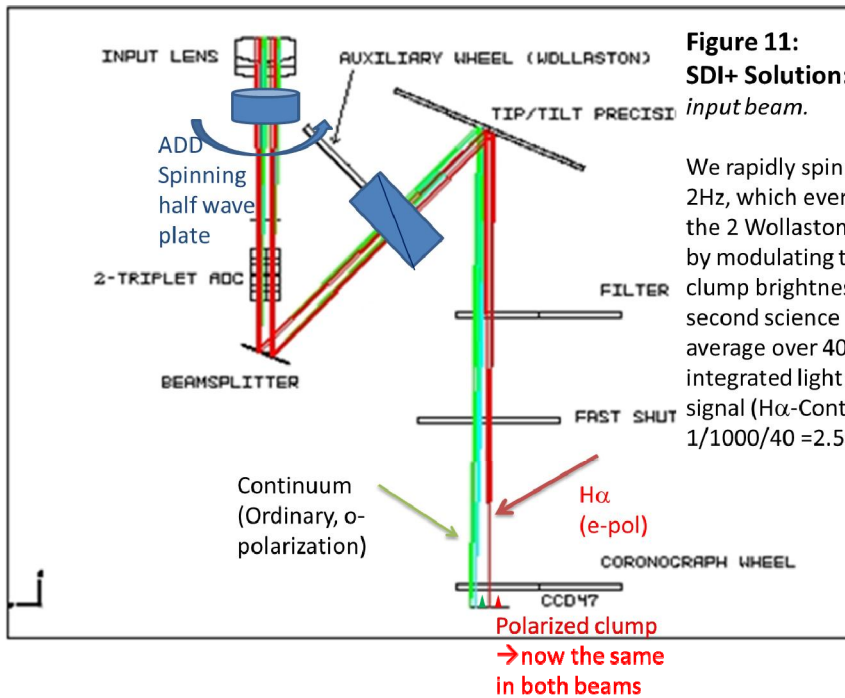 INPUT LENS
AUXILIARY WHEEL (WOLLASTON)
TIP/TILT PRECISI
ADD
Spinning
half wave
plate
2-TRIPLET ADC
FILTER
BEAMSPLITTER
FAST SHUT
Continuum
(Ordinary, o-
polarization)
Hα
(e-pol)
CORONOGRAPH WHEEL
CCD47
Polarized clump
→now the same
in both beams
Figure 11:
SDI+ Solution:
input beam.
We rapidly spin
2Hz, which ever
the 2 Wollaston
by modulating t
clump brightnes
second science
average over 40
integrated light
signal (Hα-Cont
1/1000/40 =2.5